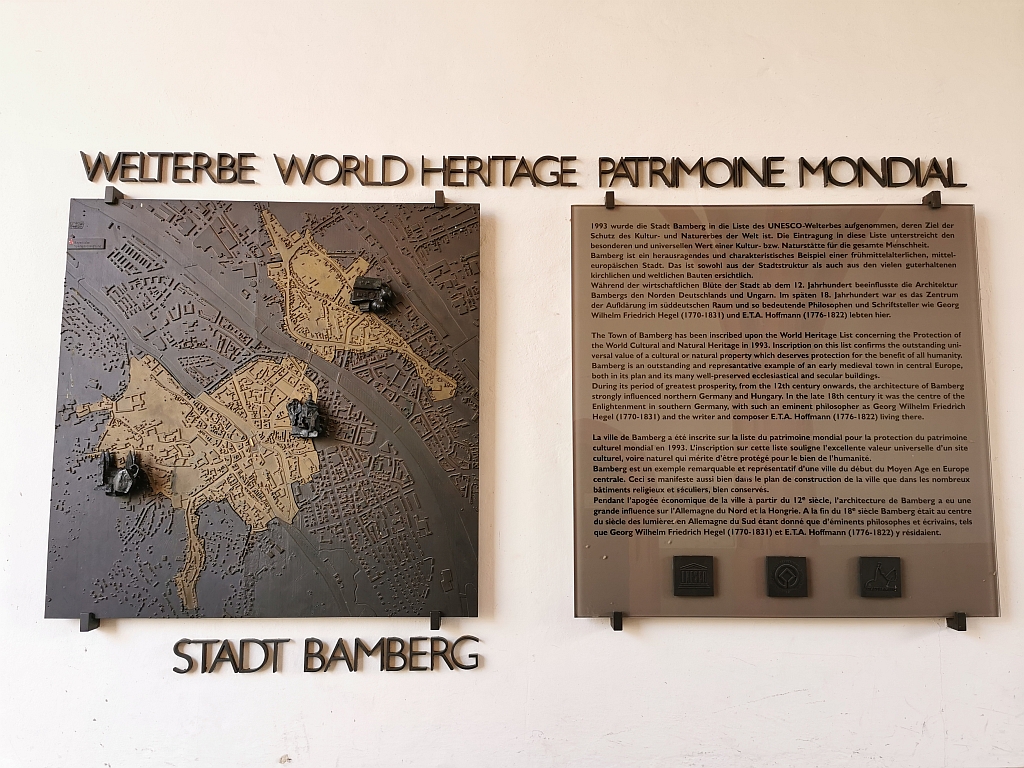 WELTERBE WORLD HERITAGE PATRIMOINE MONDIAL
1993 wurde die Stadt Bamberg in die Liste des UNESCO-Welterbes aufgenommen, deren Ziel der
Schutz des Kultur- und Naturerbes der Welt ist. Die Eintragung in diese Liste unterstreicht den
besonderen und universellen Wert einer Kultur- bzw. Naturstätte für die gesamte Menschheit.
Bamberg ist ein herausragendes und charakteristisches Beispiel einer frühmittelalterlichen, mittel-
europäischen Stadt. Das ist sowohl aus der Stadtstruktur als auch aus den vielen guterhaltenen
kirchlichen und weltlichen Bauten ersichtlich.
Während der wirtschaftlichen Blüte der Stadt ab dem 12. Jahrhundert beeinflusste die Architektur
Bambergs den Norden Deutschlands und Ungarn. Im späten 18. Jahrhundert war es das Zentrum
der Aufklärung im süddeutschen Raum und so bedeutende Philosophen und Schriftsteller wie Georg
Wilhelm Friedrich Hegel (1770-1831) und E.T.A. Hoffmann (1776-1822) lebten hier.
The Town of Bamberg has been inscribed upon the World Heritage List concerning the Protection of
the World Cultural and Natural Heritage in 1993. Inscription on this list confirms the outstanding uni-
versal value of a cultural or natural property which deserves protection for the benefit of all humanity.
Bamberg is an outstanding and represantative example of an early medieval town in central Europe,
both in its plan and its many well-preserved ecclesiastical and secular buildings.
During its period of greatest prosperity, from the 12th century onwards, the architecture of Bamberg
strongly influenced northern Germany and Hungary. In the late 18th century it was the centre of the
Enlightenment in southern Germany, with such an eminent philosopher as Georg Wilhelm Friedrich
Hegel (1770-1831) and the writer and composer E.T.A. Hoffmann (1776-1822) living there.
La ville de Bamberg a été inscrite sur la liste du patrimoine mondial pour la protection du patrimoine
culturel mondial en 1993. L'inscription sur cette liste souligne l'excellente valeur universelle d'un site
culturel, voire naturel qui mérite d'être protégé pour le bien de l'humanité.
Bamberg est un exemple remarquable et représentatif d'une ville du début du Moyen Age en Europe
centrale. Ceci se manifeste aussi bien dans le plan de construction de la ville que dans les nombreux
bâtiments religieux et séculiers, bien conservés.
Pendant l'apogée économique de la ville à partir du 12e siècle, l'architecture de Bamberg a eu une
grande influence sur l'Allemagne du Nord et la Hongrie. A la fin du 18e siècle Bamberg était au centre
du siècle des lumières en Allemagne du Sud étant donné que d'éminents philosophes et écrivains, tels
que Georg Wilhelm Friedrich Hegel (1770-1831) et E.T.A. Hoffmann (1776-1822) y résidaient.
STADT BAMBERG